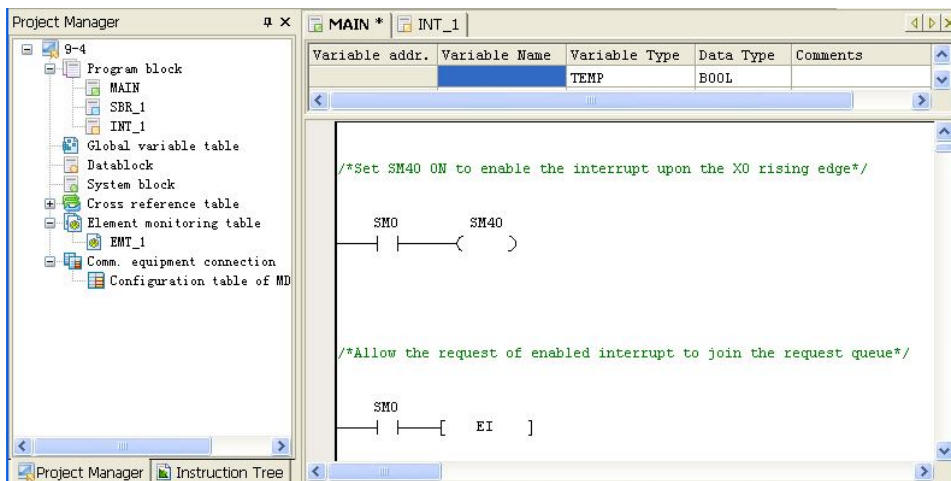 Project Manager
9-4
Program block
MAIN
SBR_1
INT_1
Global variable table
Datablock
System block
Cross reference table
Element monitoring table
EMT_1
Comm. equipment connection
Configuration table of MD
Project Manager Instruction Tree
MAIN * INT_1
Variable addr. Variable Name Variable Type Data Type Comments
TEMP BOOL
/*Set SM40 ON to enable the interrupt upon the X0 rising edge*/
SM0 SM40
/*Allow the request of enabled interrupt to join the request queue*/
SM0
[ EI ]